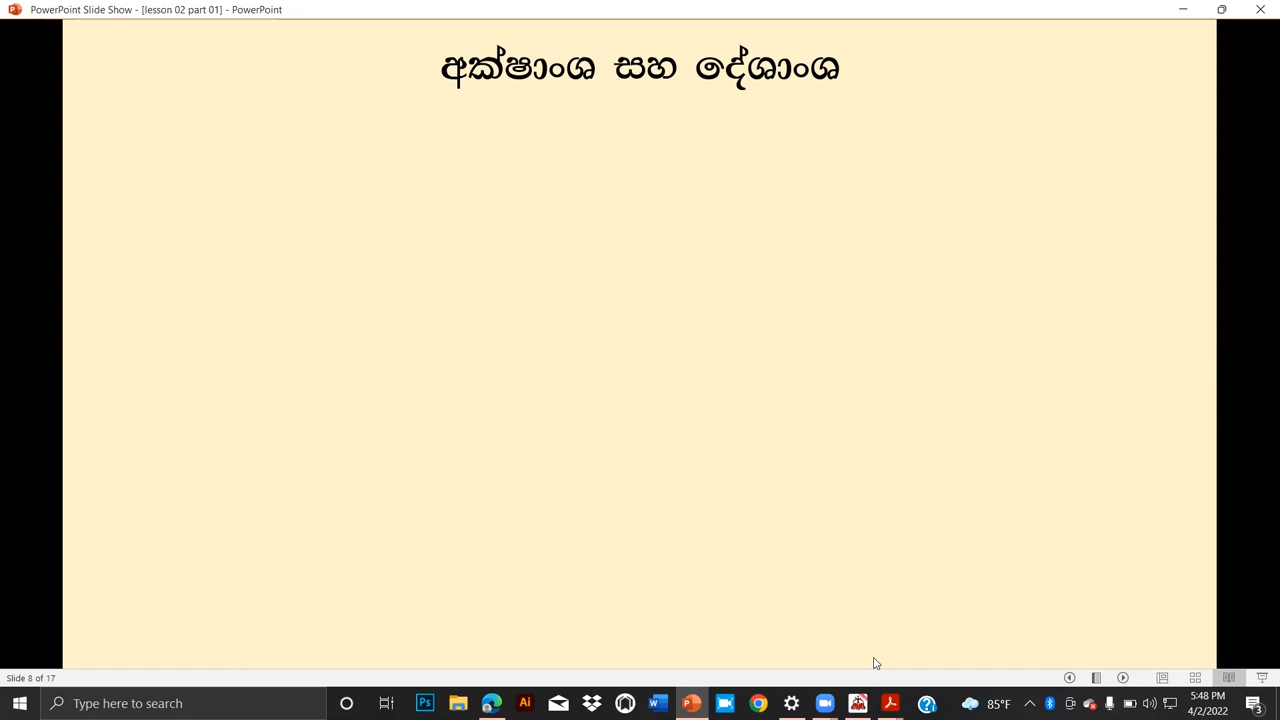 PowerPoint Slide Show - [lesson 02 part 01] - PowerPoint
අක්ෂාංශ සහ දේශාංශ
Slide 8 of 17
Type here to search
85°F
5:48 PM
4/2/2022
3